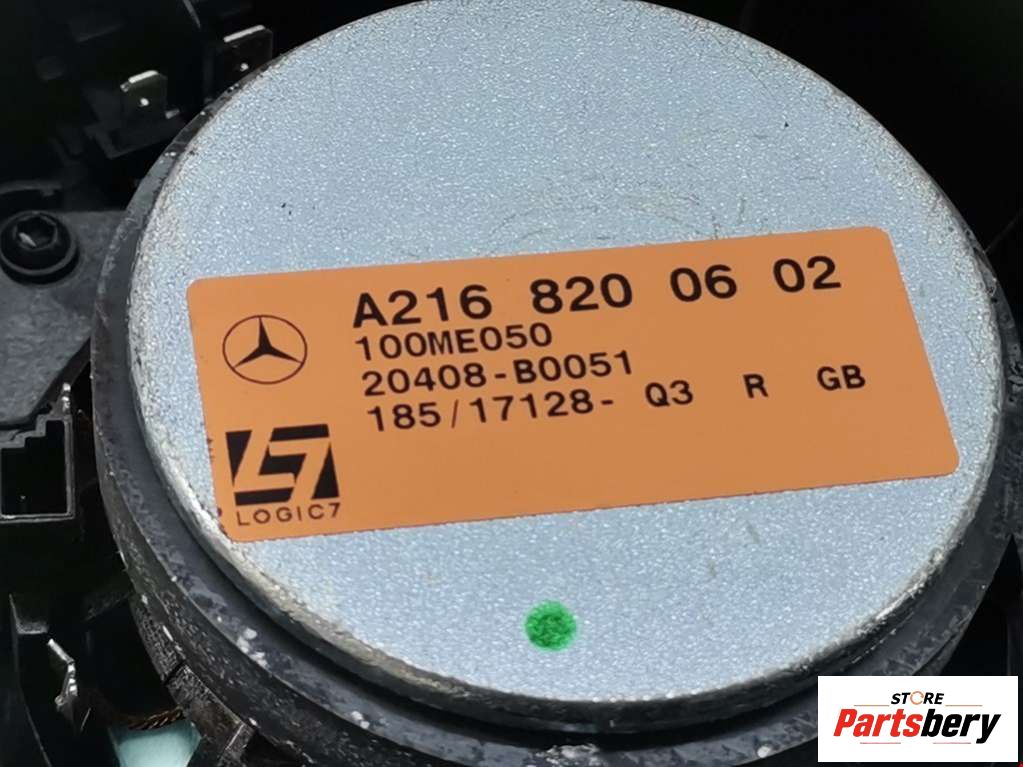 A216 820 06 02
100ME050
20408-B0051
185/17128- Q3 R GB
LOGIC7
STORE
Partsbery